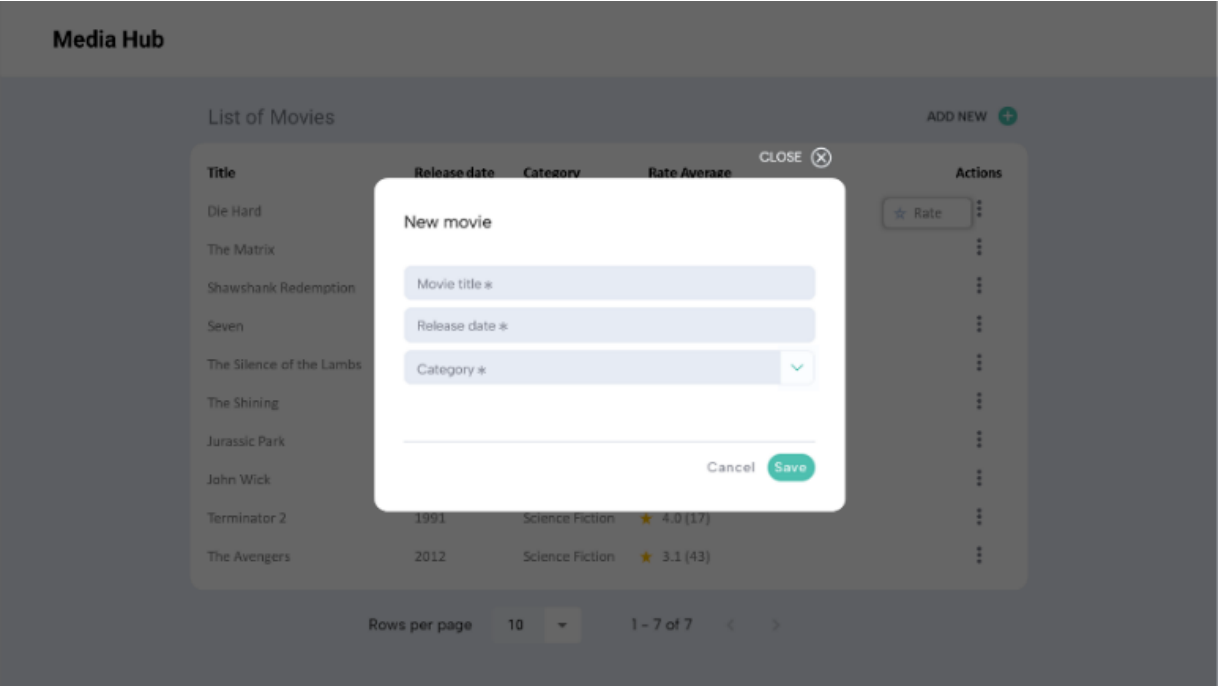 Media Hub
List of Movies
ADD NEW
CLOSE
Title Release date Category Rate Average Actions
Die Hard
Rate
The Matrix
Shawshank Redemption
Seven
The Silence of the Lambs
The Shining
Jurassic Park
John Wick
Terminator 2 1991 Science Fiction 4.0 (17)
The Avengers 2012 Science Fiction 3.1 (43)
New movie
Movie title *
Release date *
Category *
Cancel Save
Rows per page 10 1 – 7 of 7